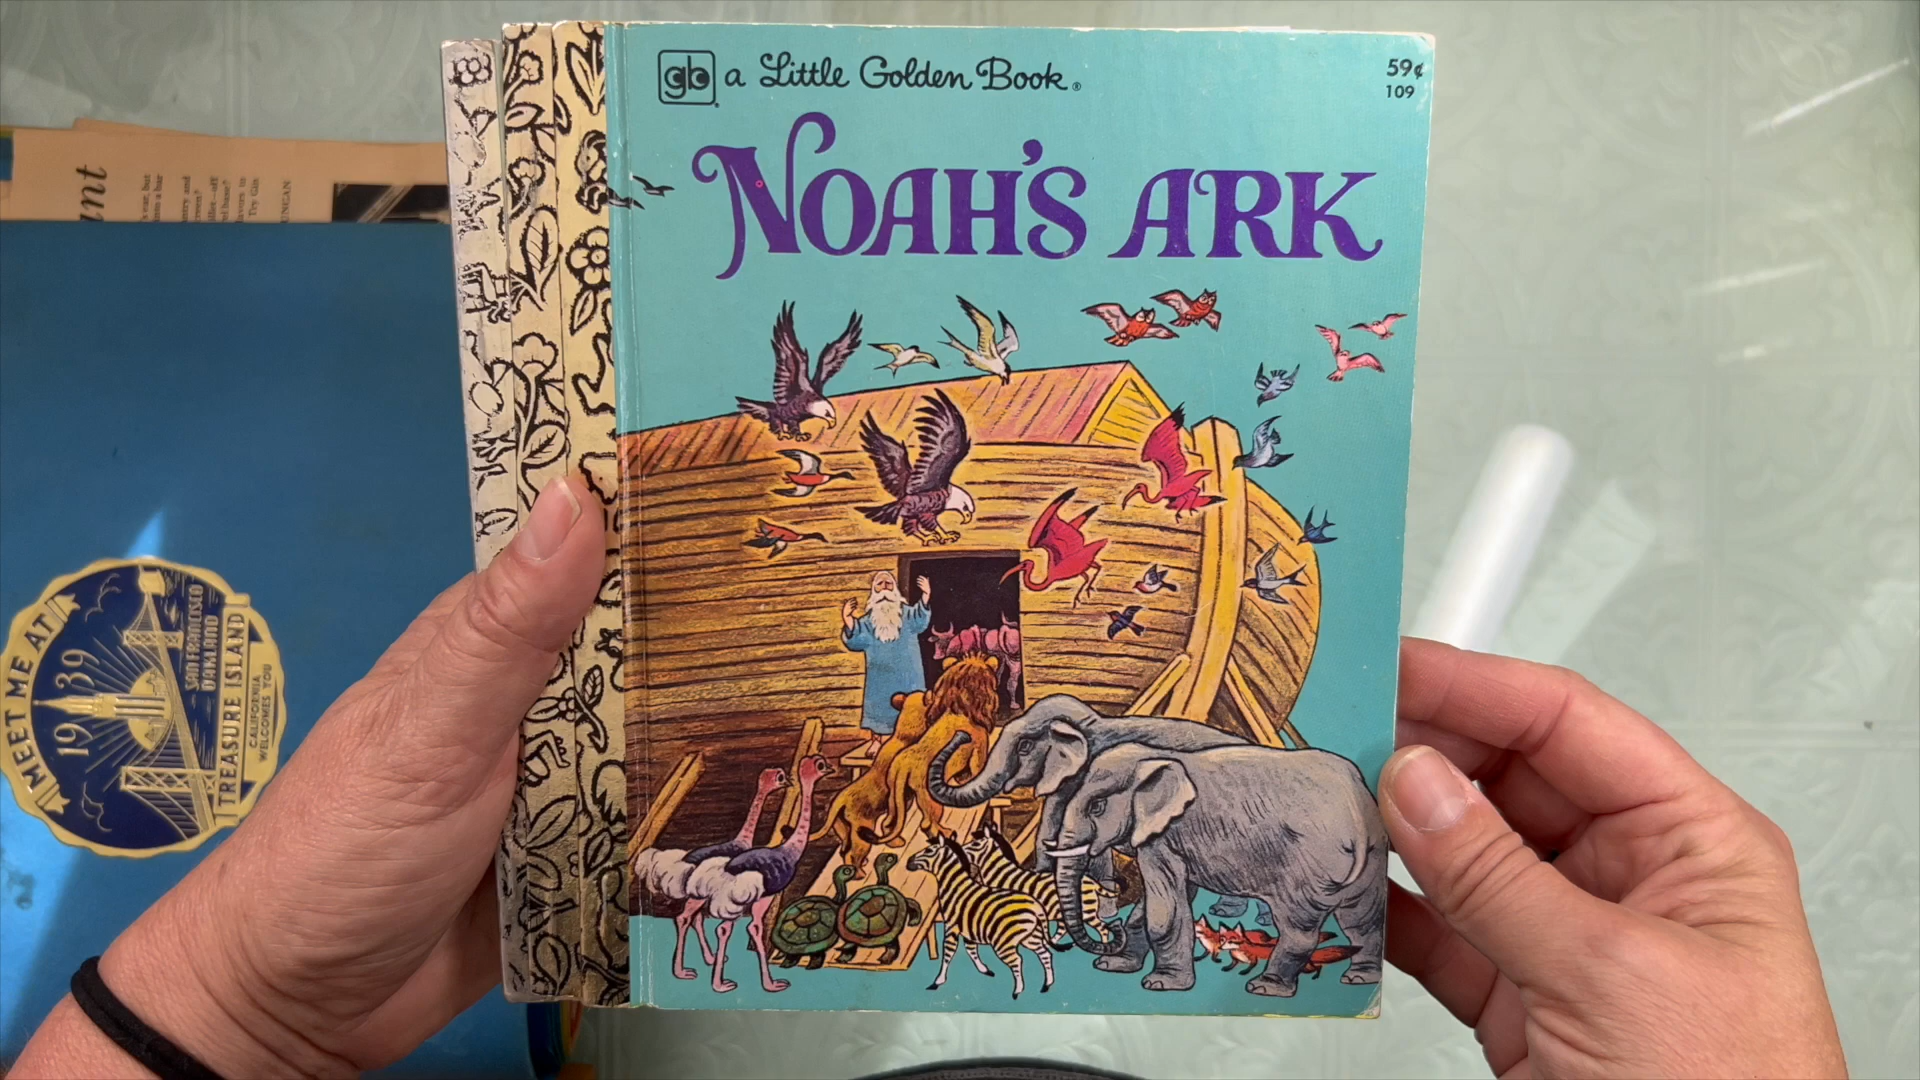 gb a Little Golden Book®
59¢
109
NOAH'S ARK
ant
MEET ME AT
1939
SAN FRANCISCO
OAKLAND
TREASURE ISLAND
CALIFORNIA
WELCOMES YOU